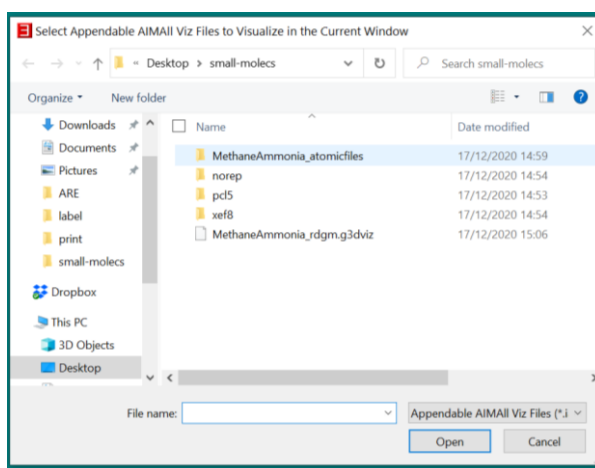 Select Appendable AIMAll Viz Files to Visualize in the Current Window
« Desktop > small-molecs
Search small-molecs
Organize
New folder
Name
Date modified
Downloads
Documents
Pictures
ARE
label
print
small-molecs
Dropbox
This PC
3D Objects
Desktop
MethaneAmmonia_atomicfiles 17/12/2020 14:59
norep 17/12/2020 14:54
pcl5 17/12/2020 14:53
xef8 17/12/2020 14:54
MethaneAmmonia_rdgm.g3dviz 17/12/2020 15:06
File name:
Appendable AIMAll Viz Files (*.i
Open
Cancel